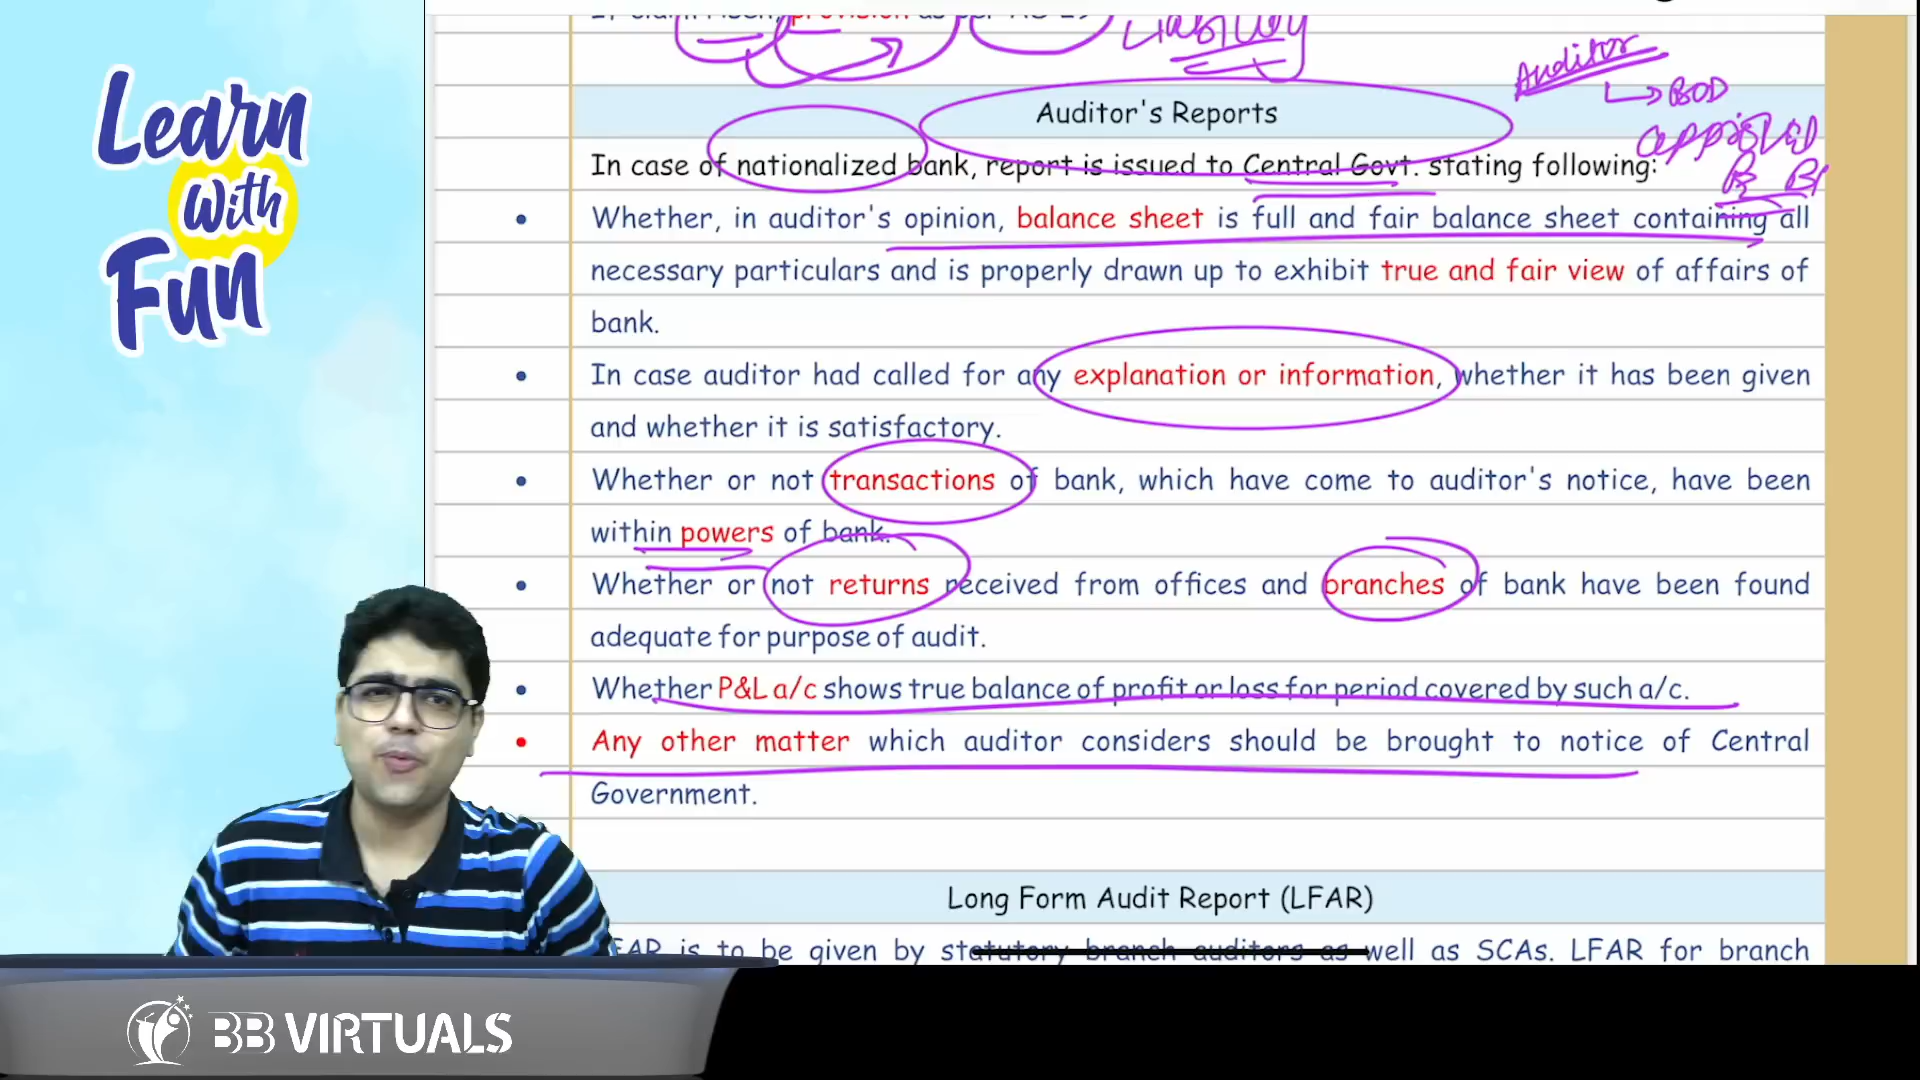 Learn
With
Fun
Liability
Auditor
BOD
Auditor's Reports
In case of nationalized bank, report is issued to Central Govt. stating following:
• Whether, in auditor's opinion, balance sheet is full and fair balance sheet containing all
necessary particulars and is properly drawn up to exhibit true and fair view of affairs of
bank.
• In case auditor had called for any explanation or information, whether it has been given
and whether it is satisfactory.
• Whether or not transactions of bank, which have come to auditor's notice, have been
within powers of bank.
• Whether or not returns received from offices and branches of bank have been found
adequate for purpose of audit.
• Whether P&L a/c shows true balance of profit or loss for period covered by such a/c.
• Any other matter which auditor considers should be brought to notice of Central
Government.
Long Form Audit Report (LFAR)
is to be given by statutory branch auditors as well as SCAs. LFAR for branch
BB VIRTUALS